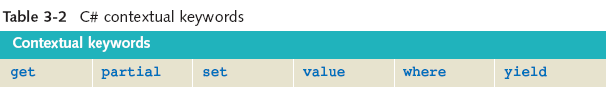 Table 3-2 C# contextual keywords
Contextual keywords
get partial set value where yield